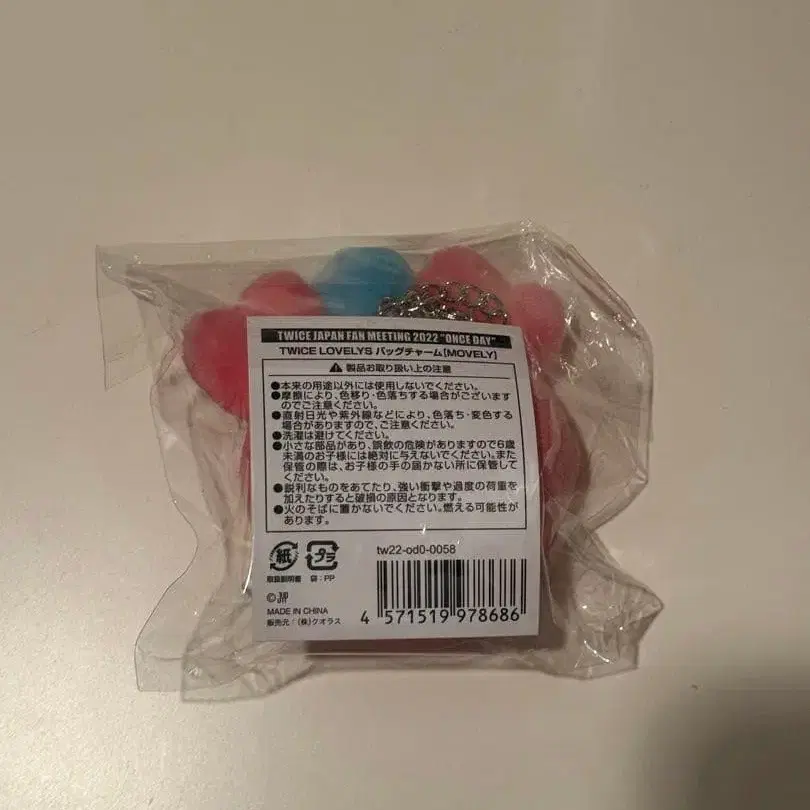 TWICE JAPAN FAN MEETING 2022 "ONCE DAY"
TWICE LOVELYS バッグチャーム【MOVELY】
⚠ 製品お取り扱い上の注意
●本来の用途以外には使用しないでください。
●摩擦により、色移り・色落ちする場合がございます
のでご注意ください。
●直射日光や紫外線などにより、色落ち・変色する
場合がありますので、ご注意ください。
●洗濯は避けてください。
●小さな部品があり、誤飲の危険がありますので6歳
未満のお子様には絶対に与えないでください。また
保管の際は、お子様の手の届かない所に保管して
ください。
●鋭利なものをあてたり、強い衝撃や過度の荷重を
加えたりすると破損の原因となります。
●火のそばに置かないでください。燃える可能性が
あります。
紙 プラ
取扱説明書 袋：PP
tw22-od0-0058
©JYP
MADE IN CHINA
販売元：(株)クオラス
4 571519 978686